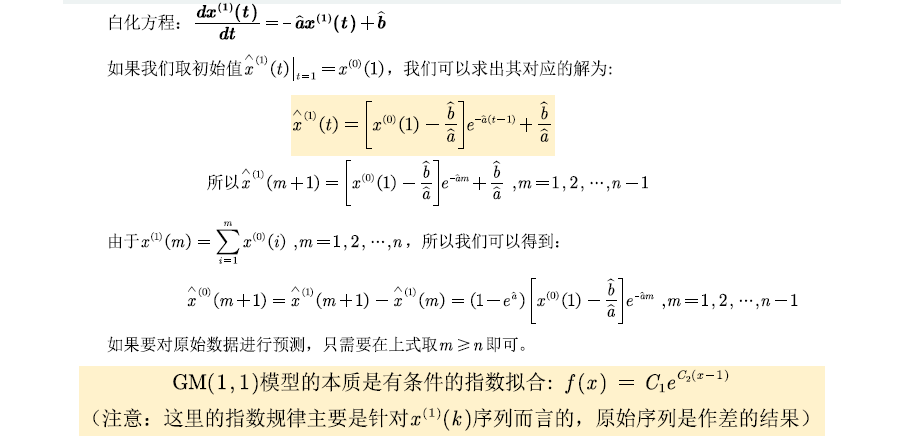 白化方程：$\frac{dx^{(1)}(t)}{dt}=-\hat{a}x^{(1)}(t)+\hat{b}$
如果我们取初始值$\hat{x}^{(1)}(t)|_{t=1}=x^{(0)}(1)$，我们可以求出其对应的解为:
$\hat{x}^{(1)}(t)=\left[x^{(0)}(1)-\frac{\hat{b}}{\hat{a}}\right]e^{-\hat{a}(t-1)}+\frac{\hat{b}}{\hat{a}}$
所以$\hat{x}^{(1)}(m+1)=\left[x^{(0)}(1)-\frac{\hat{b}}{\hat{a}}\right]e^{-\hat{a}m}+\frac{\hat{b}}{\hat{a}}$ ,$m=1,2,\cdots,n-1$
由于$x^{(1)}(m)=\sum_{i=1}^{m}x^{(0)}(i)$ ,$m=1,2,\cdots,n$，所以我们可以得到：
$\hat{x}^{(0)}(m+1)=\hat{x}^{(1)}(m+1)-\hat{x}^{(1)}(m)=(1-e^{\hat{a}})\left[x^{(0)}(1)-\frac{\hat{b}}{\hat{a}}\right]e^{-\hat{a}m}$ ,$m=1,2,\cdots,n-1$
如果要对原始数据进行预测，只需要在上式取$m\geqslant n$即可。
GM(1,1)模型的本质是有条件的指数拟合: $f(x)=C_1e^{C_2(x-1)}$
（注意：这里的指数规律主要是针对$x^{(1)}(k)$序列而言的，原始序列是作差的结果）